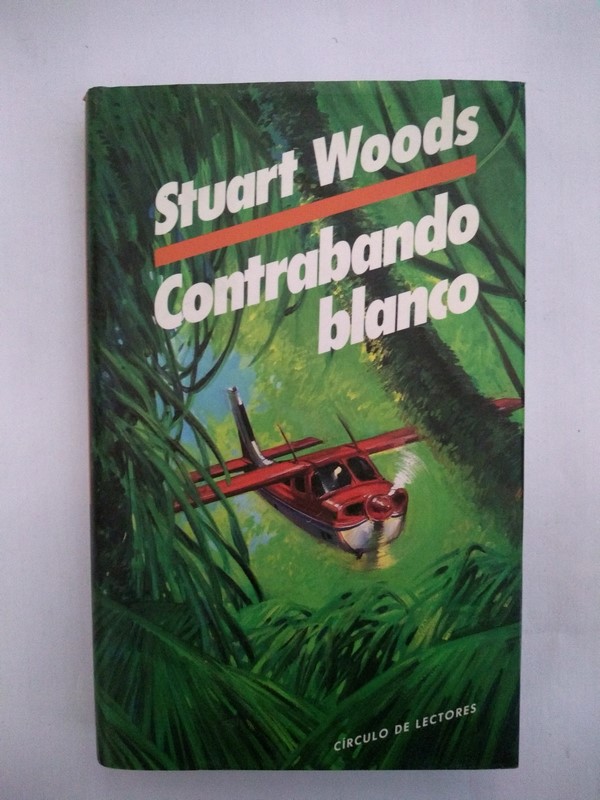 Stuart Woods
Contrabando
blanco
CÍRCULO DE LECTORES